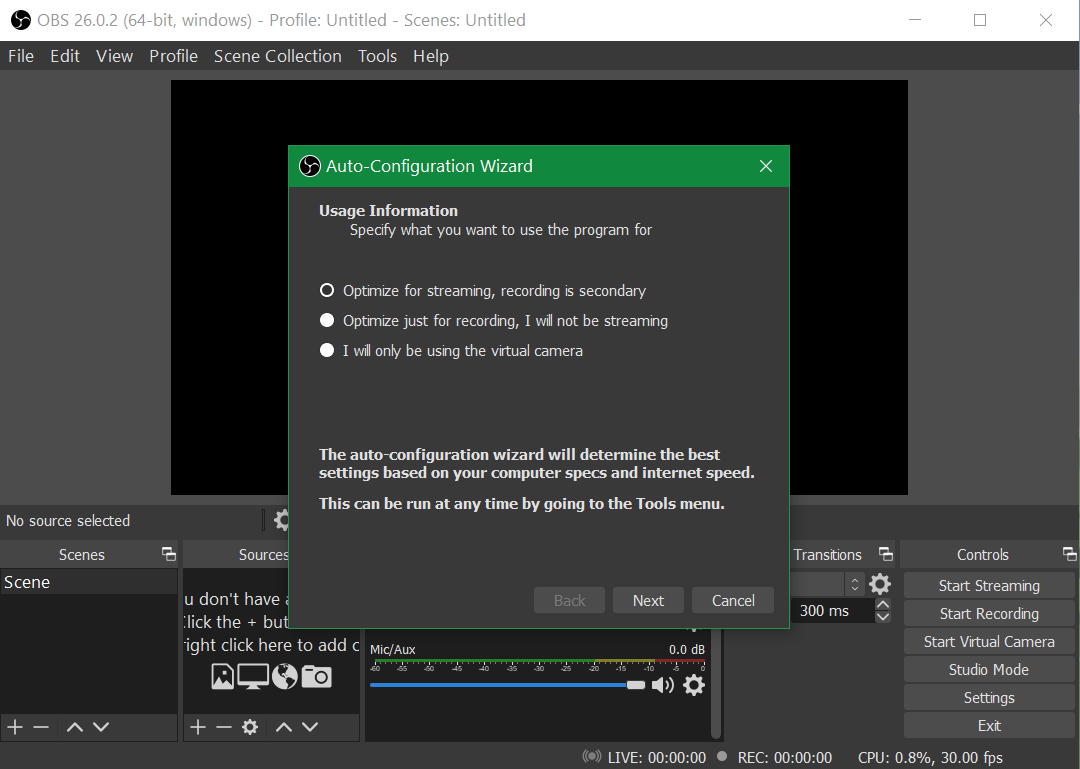 OBS 26.0.2 (64-bit, windows) - Profile: Untitled - Scenes: Untitled
File Edit View Profile Scene Collection Tools Help
Auto-Configuration Wizard
Usage Information
Specify what you want to use the program for
Optimize for streaming, recording is secondary
Optimize just for recording, I will not be streaming
I will only be using the virtual camera
The auto-configuration wizard will determine the best
settings based on your computer specs and internet speed.
This can be run at any time by going to the Tools menu.
Back Next Cancel
No source selected
Scenes
Scene
Sources
u don't have a
Click the + but
right click here to add c
Mic/Aux 0.0 dB
-60 -55 -50 -45 -40 -35 -30 -25 -20 -15 -10 -5 0
Transitions
300 ms
Controls
Start Streaming
Start Recording
Start Virtual Camera
Studio Mode
Settings
Exit
LIVE: 00:00:00 REC: 00:00:00 CPU: 0.8%, 30.00 fps